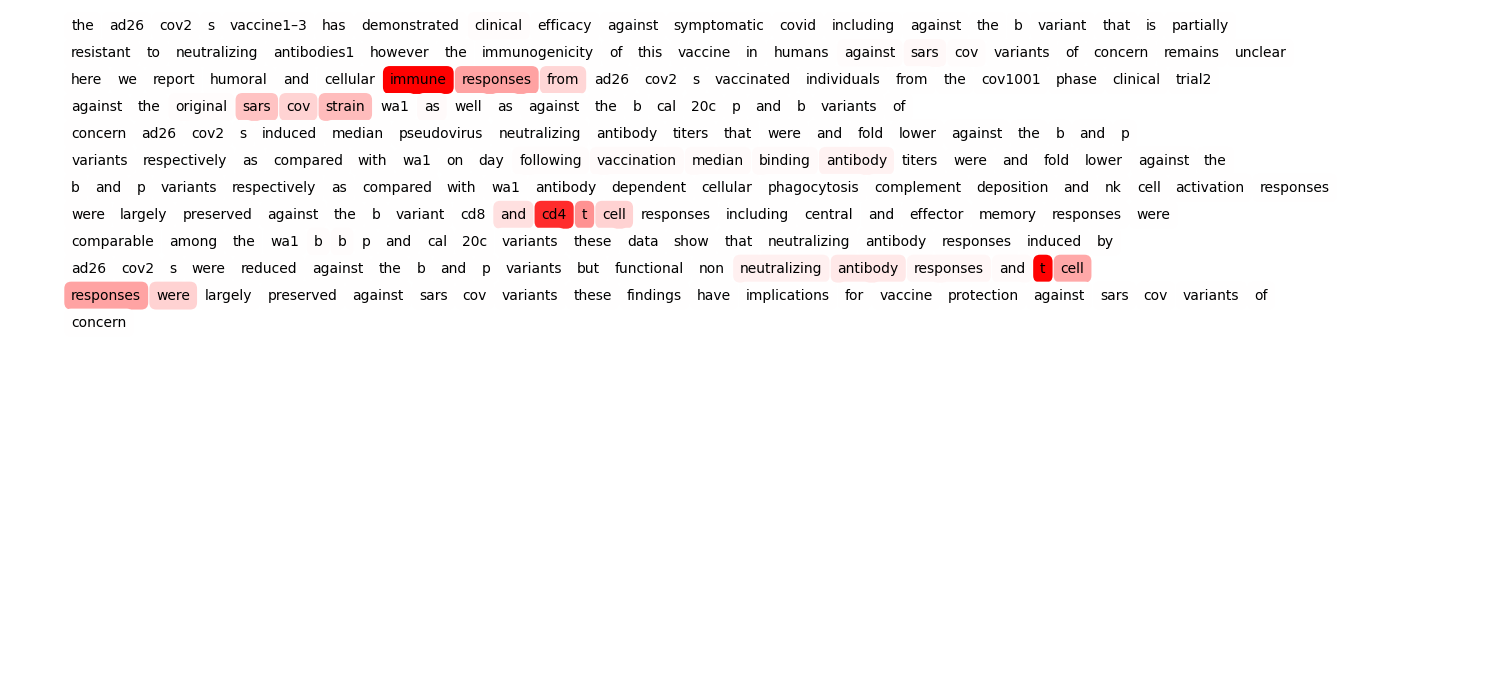 the ad26 cov2 s vaccine1–3 has demonstrated clinical efficacy against symptomatic covid including against the b variant that is partially
resistant to neutralizing antibodies1 however the immunogenicity of this vaccine in humans against sars cov variants of concern remains unclear
here we report humoral and cellular immune responses from ad26 cov2 s vaccinated individuals from the cov1001 phase clinical trial2
against the original sars cov strain wa1 as well as against the b cal 20c p and b variants of
concern ad26 cov2 s induced median pseudovirus neutralizing antibody titers that were and fold lower against the b and p
variants respectively as compared with wa1 on day following vaccination median binding antibody titers were and fold lower against the
b and p variants respectively as compared with wa1 antibody dependent cellular phagocytosis complement deposition and nk cell activation responses
were largely preserved against the b variant cd8 and cd4 t cell responses including central and effector memory responses were
comparable among the wa1 b b p and cal 20c variants these data show that neutralizing antibody responses induced by
ad26 cov2 s were reduced against the b and p variants but functional non neutralizing antibody responses and t cell
responses were largely preserved against sars cov variants these findings have implications for vaccine protection against sars cov variants of
concern